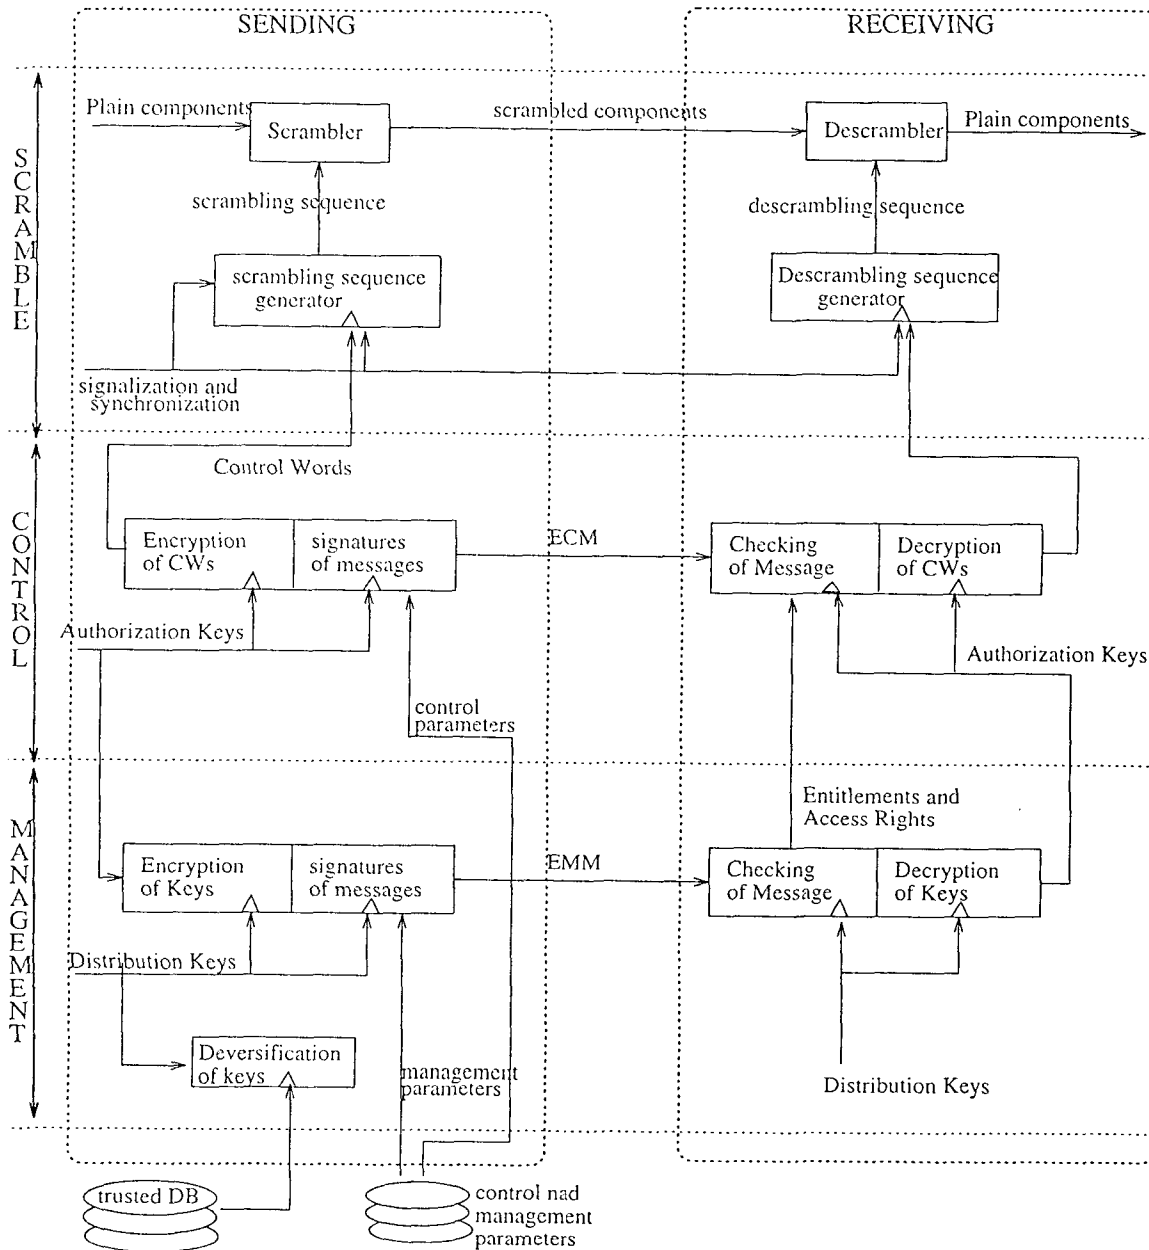 SENDING
RECEIVING
SCRAMBLE
Plain components
Scrambler
scrambled components
Descrambler
Plain components
scrambling sequence
descrambling sequence
scrambling sequence
generator
Descrambling sequence
generator
signalization and
synchronization
CONTROL
Control Words
Encryption
of CWs
signatures
of messages
ECM
Checking
of Message
Decryption
of CWs
Authorization Keys
Authorization Keys
control
parameters
MANAGEMENT
Entitlements and
Access Rights
Encryption
of Keys
signatures
of messages
EMM
Checking
of Message
Decryption
of Keys
Distribution Keys
Deversification
of keys
management
parameters
Distribution Keys
trusted DB
control nad
management
parameters